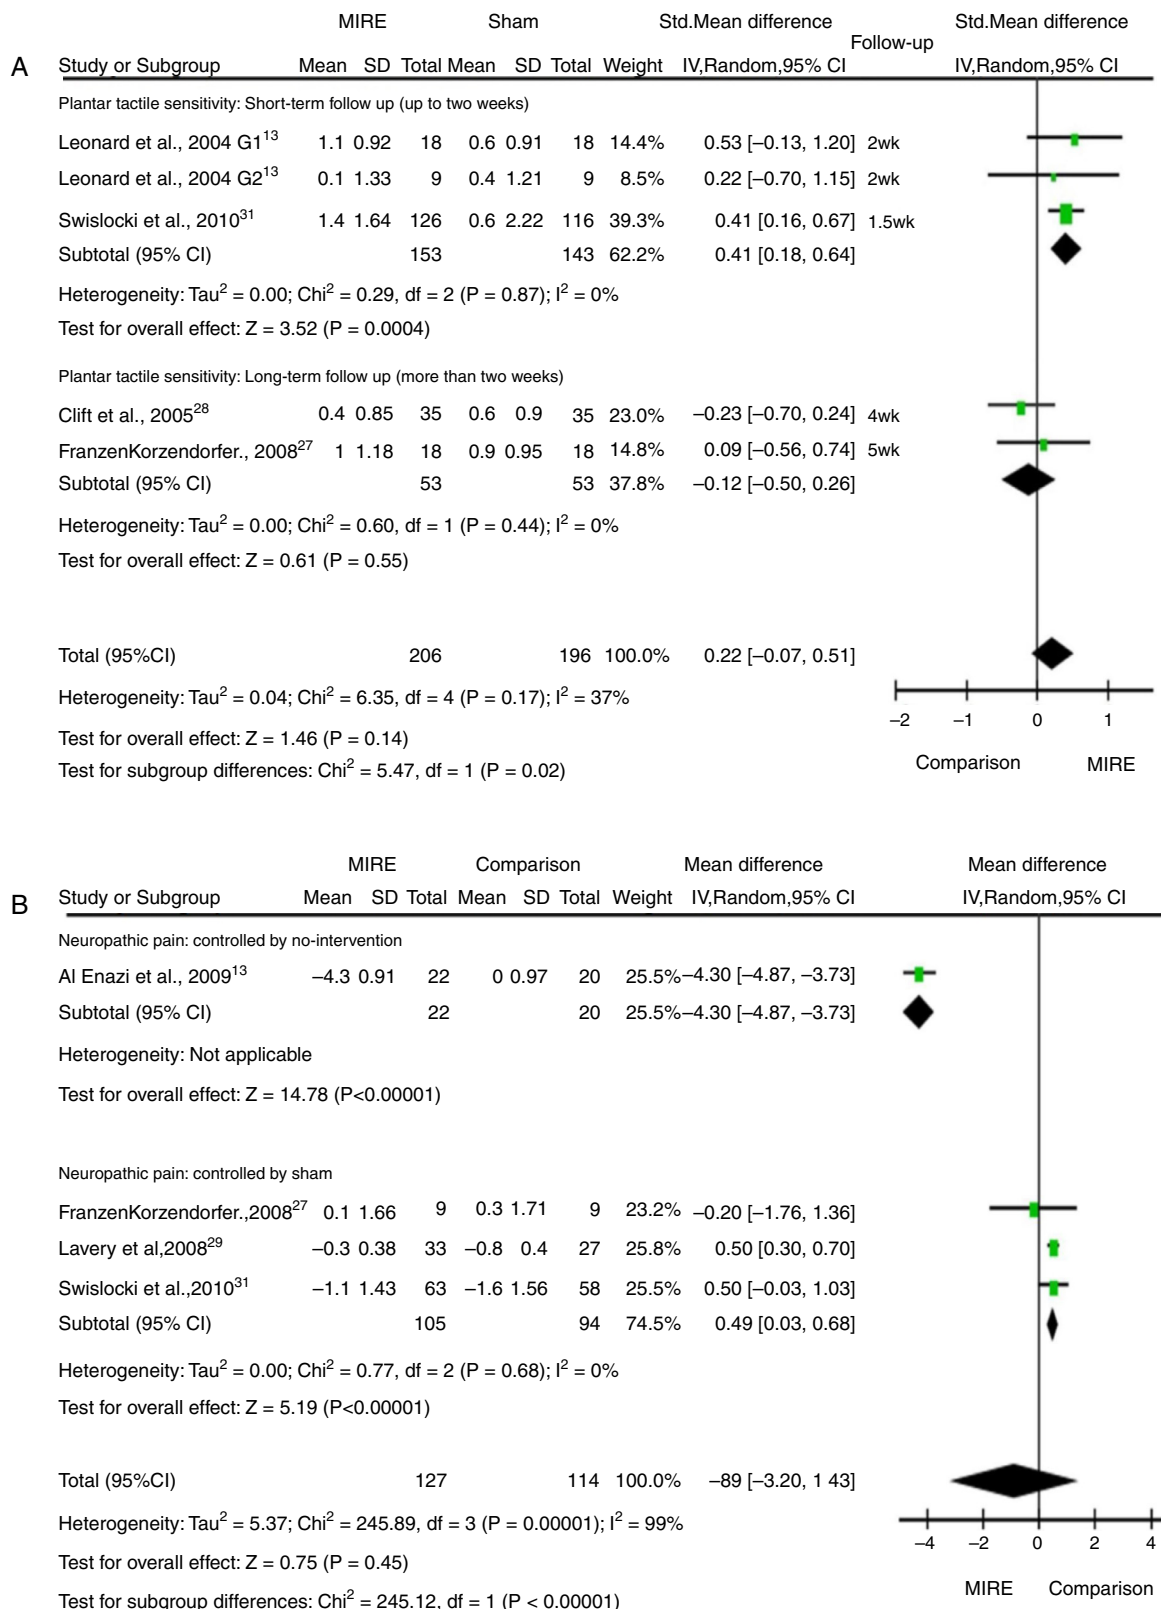 MIRE Sham Std.Mean difference Std.Mean difference
Follow-up
A Study or Subgroup Mean SD Total Mean SD Total Weight IV,Random,95% CI IV,Random,95% CI
Plantar tactile sensitivity: Short-term follow up (up to two weeks)
Leonard et al., 2004 G1¹³ 1.1 0.92 18 0.6 0.91 18 14.4% 0.53 [–0.13, 1.20] 2wk
Leonard et al., 2004 G2¹³ 0.1 1.33 9 0.4 1.21 9 8.5% 0.22 [–0.70, 1.15] 2wk
Swislocki et al., 2010³¹ 1.4 1.64 126 0.6 2.22 116 39.3% 0.41 [0.16, 0.67] 1.5wk
Subtotal (95% CI) 153 143 62.2% 0.41 [0.18, 0.64]
Heterogeneity: Tau² = 0.00; Chi² = 0.29, df = 2 (P = 0.87); I² = 0%
Test for overall effect: Z = 3.52 (P = 0.0004)
Plantar tactile sensitivity: Long-term follow up (more than two weeks)
Clift et al., 2005²⁸ 0.4 0.85 35 0.6 0.9 35 23.0% –0.23 [–0.70, 0.24] 4wk
FranzenKorzendorfer., 2008²⁷ 1 1.18 18 0.9 0.95 18 14.8% 0.09 [–0.56, 0.74] 5wk
Subtotal (95% CI) 53 53 37.8% –0.12 [–0.50, 0.26]
Heterogeneity: Tau² = 0.00; Chi² = 0.60, df = 1 (P = 0.44); I² = 0%
Test for overall effect: Z = 0.61 (P = 0.55)
Total (95%CI) 206 196 100.0% 0.22 [–0.07, 0.51]
Heterogeneity: Tau² = 0.04; Chi² = 6.35, df = 4 (P = 0.17); I² = 37%
–2 –1 0 1
Test for overall effect: Z = 1.46 (P = 0.14)
Comparison MIRE
Test for subgroup differences: Chi² = 5.47, df = 1 (P = 0.02)
MIRE Comparison Mean difference Mean difference
B Study or Subgroup Mean SD Total Mean SD Total Weight IV,Random,95% CI IV,Random,95% CI
Neuropathic pain: controlled by no-intervention
Al Enazi et al., 2009¹³ –4.3 0.91 22 0 0.97 20 25.5% –4.30 [–4.87, –3.73]
Subtotal (95% CI) 22 20 25.5% –4.30 [–4.87, –3.73]
Heterogeneity: Not applicable
Test for overall effect: Z = 14.78 (P<0.00001)
Neuropathic pain: controlled by sham
FranzenKorzendorfer.,2008²⁷ 0.1 1.66 9 0.3 1.71 9 23.2% –0.20 [–1.76, 1.36]
Lavery et al,2008²⁹ –0.3 0.38 33 –0.8 0.4 27 25.8% 0.50 [0.30, 0.70]
Swislocki et al.,2010³¹ –1.1 1.43 63 –1.6 1.56 58 25.5% 0.50 [–0.03, 1.03]
Subtotal (95% CI) 105 94 74.5% 0.49 [0.03, 0.68]
Heterogeneity: Tau² = 0.00; Chi² = 0.77, df = 2 (P = 0.68); I² = 0%
Test for overall effect: Z = 5.19 (P<0.00001)
Total (95%CI) 127 114 100.0% –89 [–3.20, 1 43]
Heterogeneity: Tau² = 5.37; Chi² = 245.89, df = 3 (P = 0.00001); I² = 99%
–4 –2 0 2 4
Test for overall effect: Z = 0.75 (P = 0.45)
MIRE Comparison
Test for subgroup differences: Chi² = 245.12, df = 1 (P < 0.00001)